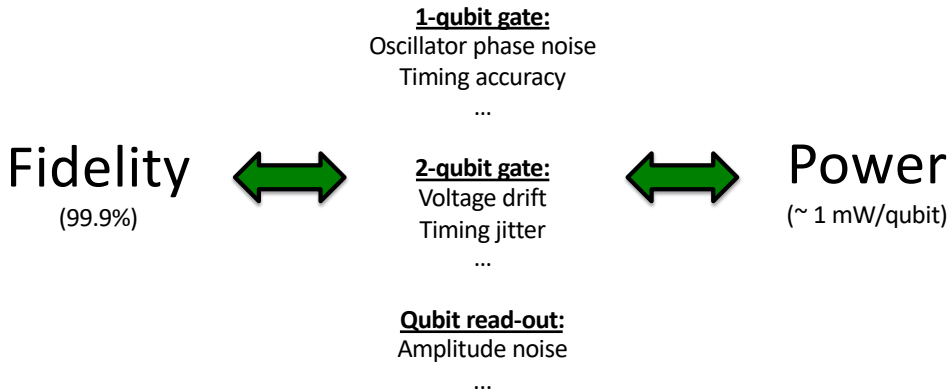 1-qubit gate:
Oscillator phase noise
Timing accuracy
...
Fidelity
(99.9%)
2-qubit gate:
Voltage drift
Timing jitter
...
Power
(~ 1 mW/qubit)
Qubit read-out:
Amplitude noise
...